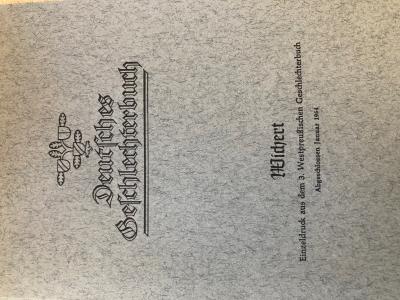 Deutsches
Geschlechterbuch
Wichert
Einzeldruck aus dem 3. Westpreußischen Geschlechterbuch
Abgeschlossen Januar 1964